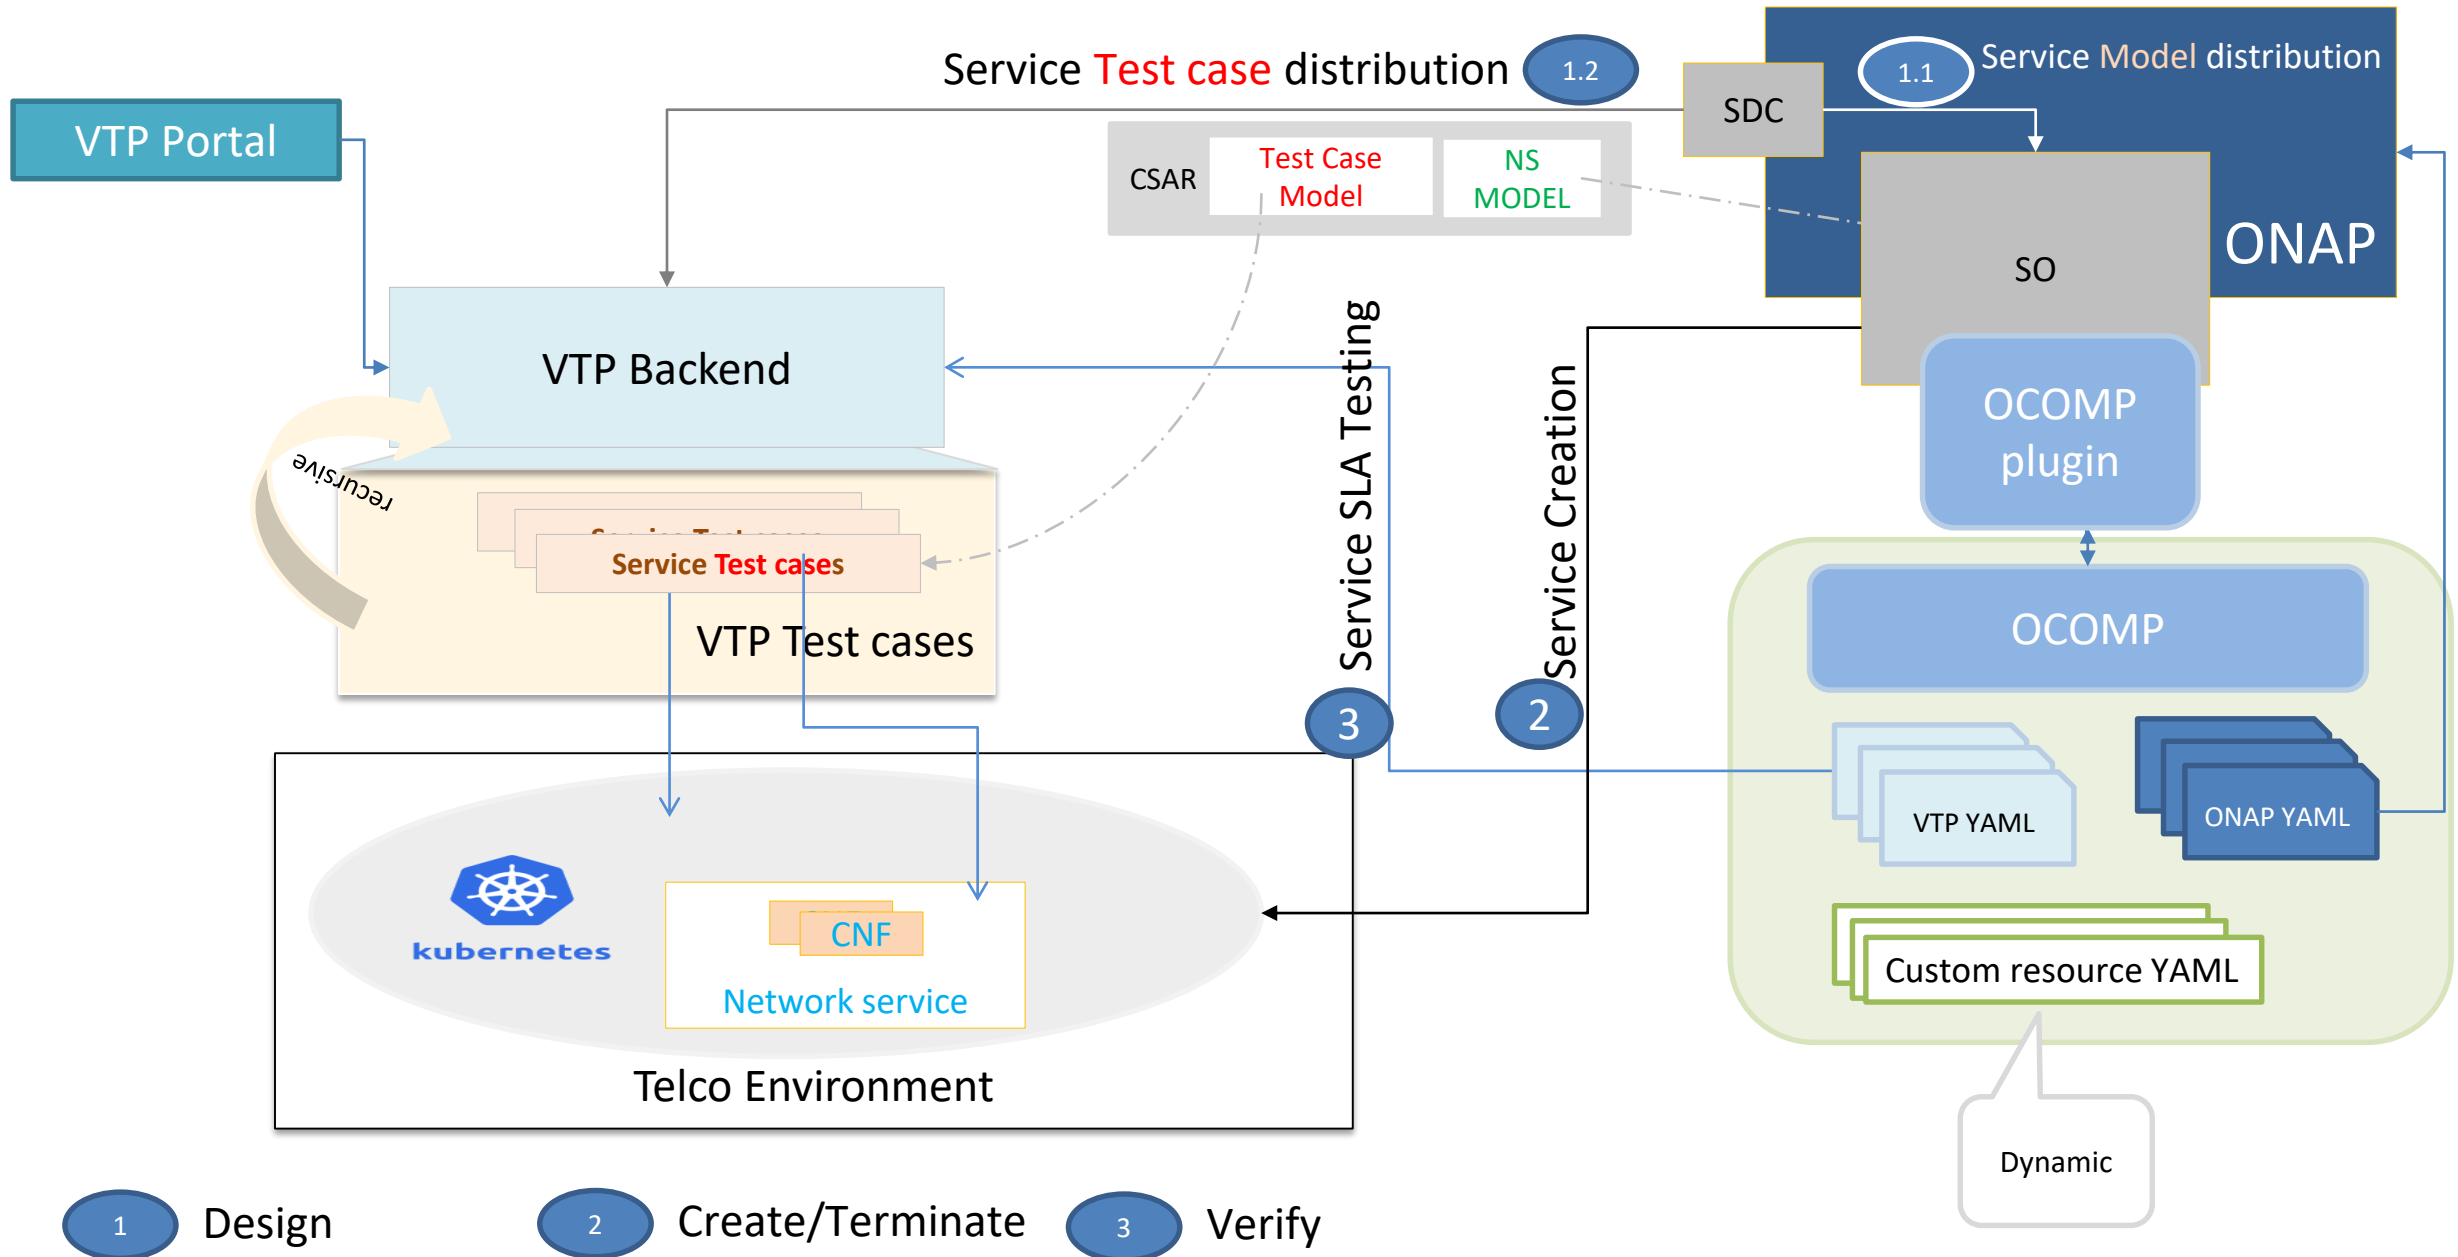 Service Test case distribution
1.2
1.1
Service Model distribution
SDC
VTP Portal
CSAR
Test Case
Model
NS
MODEL
ONAP
SO
VTP Backend
Service SLA Testing
Service Creation
OCOMP
plugin
recursive
Service Test cases
Service Test cases
VTP Test cases
OCOMP
3
2
VTP YAML
ONAP YAML
kubernetes
CNF
Network service
Custom resource YAML
Telco Environment
Dynamic
1
Design
2
Create/Terminate
3
Verify